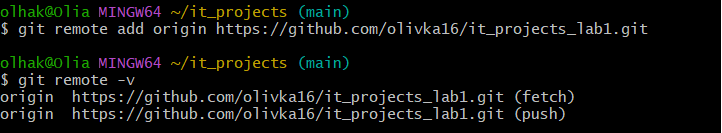 olhak@Olia MINGW64 ~/it_projects (main)
$ git remote add origin https://github.com/olivka16/it_projects_lab1.git
olhak@Olia MINGW64 ~/it_projects (main)
$ git remote -v
origin  https://github.com/olivka16/it_projects_lab1.git (fetch)
origin  https://github.com/olivka16/it_projects_lab1.git (push)